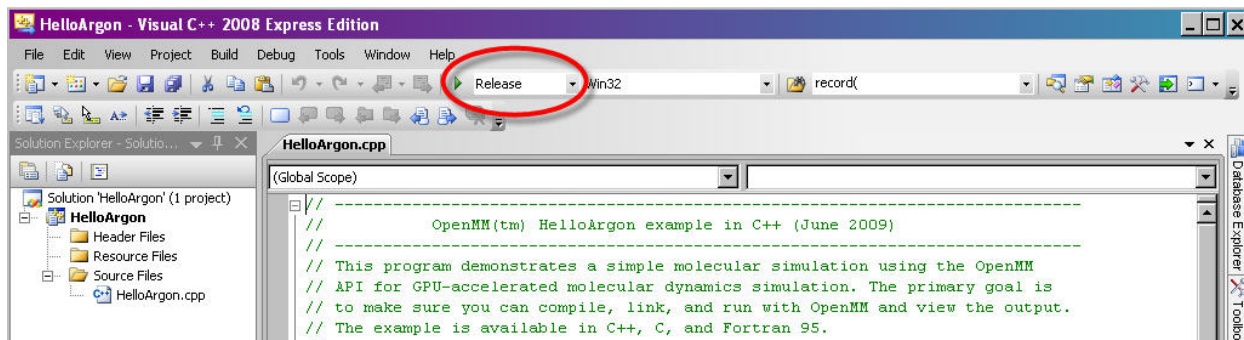 HelloArgon - Visual C++ 2008 Express Edition
File Edit View Project Build Debug Tools Window Help
Release Win32 record(
Solution Explorer - Solutio...
HelloArgon.cpp
(Global Scope)
Solution 'HelloArgon' (1 project)
HelloArgon
Header Files
Resource Files
Source Files
HelloArgon.cpp
// -----------------------------------------------------------------------------
// OpenMM(tm) HelloArgon example in C++ (June 2009)
// -----------------------------------------------------------------------------
// This program demonstrates a simple molecular simulation using the OpenMM
// API for GPU-accelerated molecular dynamics simulation. The primary goal is
// to make sure you can compile, link, and run with OpenMM and view the output.
// The example is available in C++, C, and Fortran 95.
Database Explorer
Toolbo